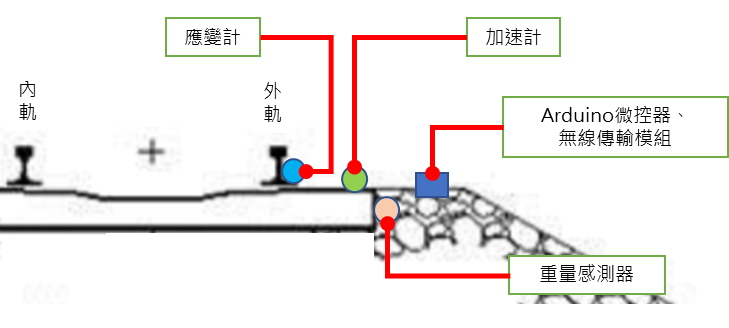 應變計
加速計
內
軌
外
軌
Arduino微控器、
無線傳輸模組
重量感測器